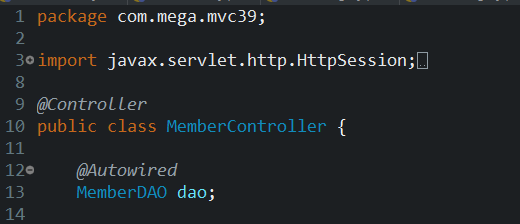 1 package com.mega.mvc39;
2
3 import javax.servlet.http.HttpSession;
8
9 @Controller
10 public class MemberController {
11
12 @Autowired
13 MemberDAO dao;
14